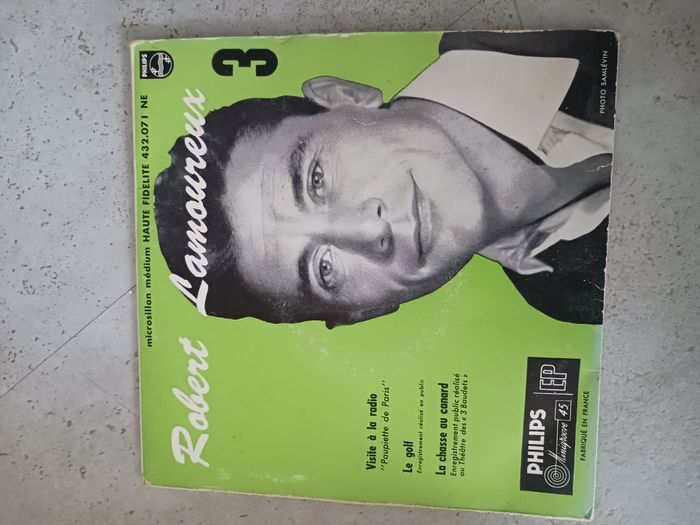 microsillon médium HAUTE FIDELITE 432.071 NE
PHILIPS
Robert Lamoureux
3
Visite à la radio
"Paupiette de Paris"
Le golf
Enregistrement réalisé en public
La chasse au canard
Enregistrement public réalisé
au Théâtre des « 3 Baudets »
PHILIPS
Minigroove 45
EP
FABRIQUÉ EN FRANCE
PHOTO SAMLÉVIN